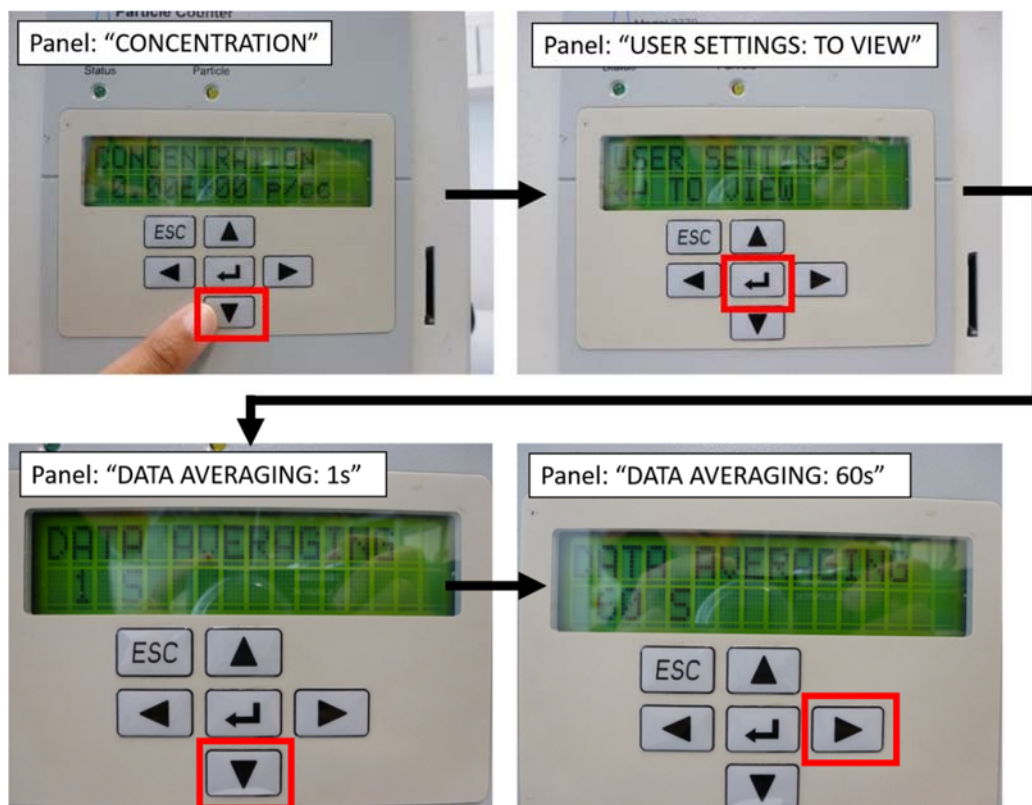 Particle Counter
Panel: “CONCENTRATION”
Status
Particle
CONCENTRATION
0.00E+00 p/cc
ESC
Panel: “USER SETTINGS: TO VIEW”
USER SETTINGS
↵ TO VIEW
ESC
Panel: “DATA AVERAGING: 1s”
DATA AVERAGING
1 S
ESC
Panel: “DATA AVERAGING: 60s”
DATA AVERAGING
60 S
ESC